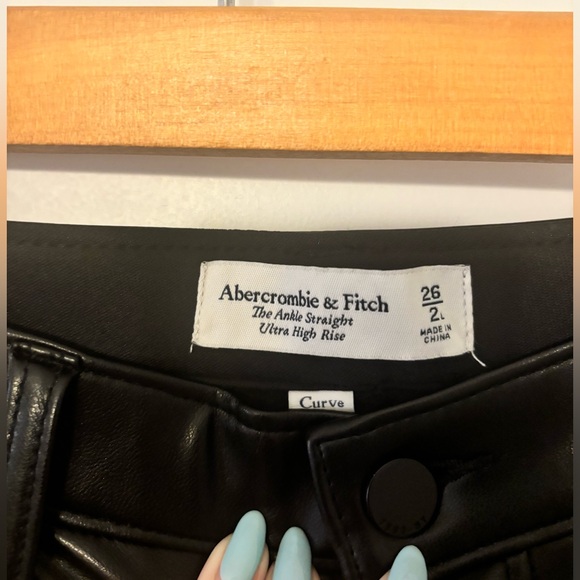 Abercrombie & Fitch
The Ankle Straight
Ultra High Rise
26
2L
MADE IN
CHINA
Curve